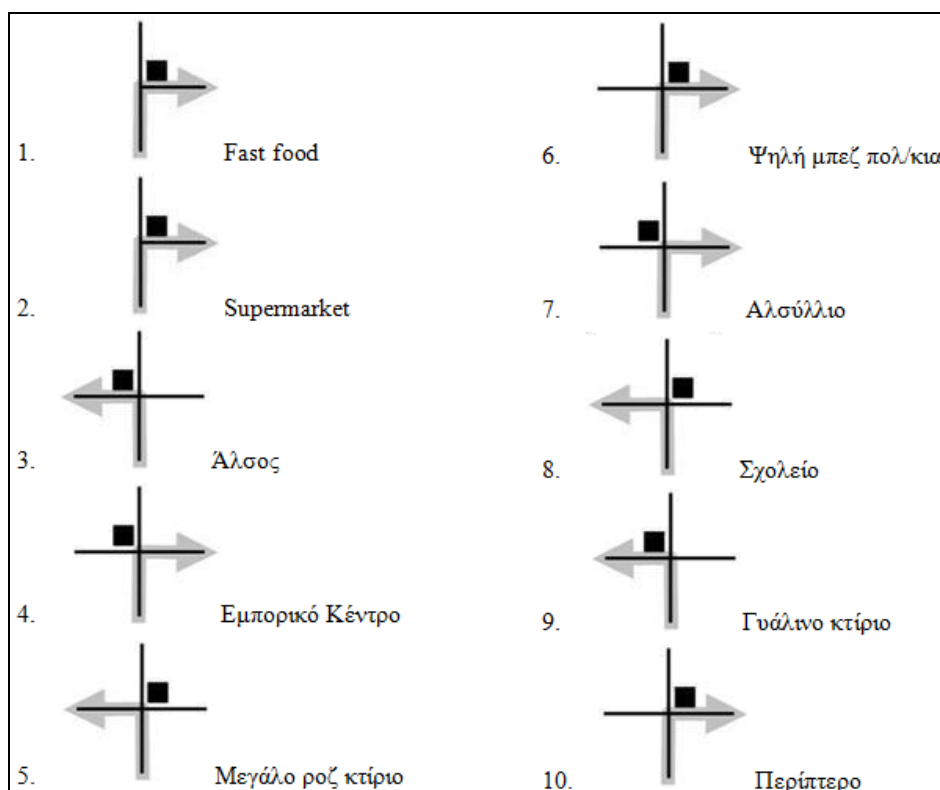 1. Fast food
2. Supermarket
3. Άλσος
4. Εμπορικό Κέντρο
5. Μεγάλο ροζ κτίριο
6. Ψηλή μπεζ πολ/κια
7. Αλσύλλιο
8. Σχολείο
9. Γυάλινο κτίριο
10. Περίπτερο